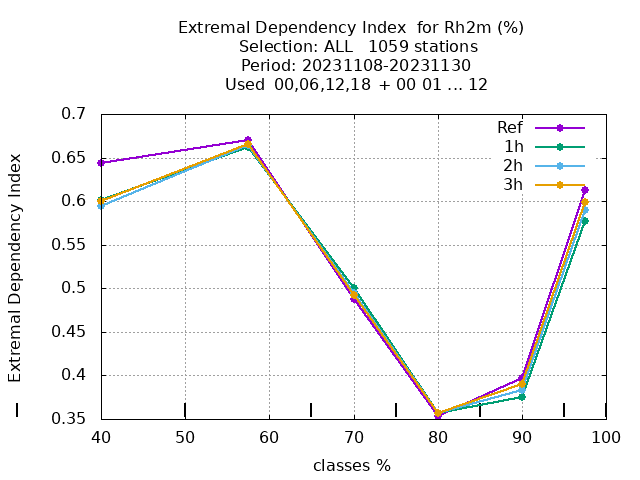 Extremal Dependency Index  for Rh2m (%)
Selection: ALL   1059 stations
Period: 20231108-20231130
Used  00,06,12,18  + 00 01 ... 12
Extremal Dependency Index
0.7
0.65
0.6
0.55
0.5
0.45
0.4
0.35
Ref
1h
2h
3h
40 50 60 70 80 90 100
classes %